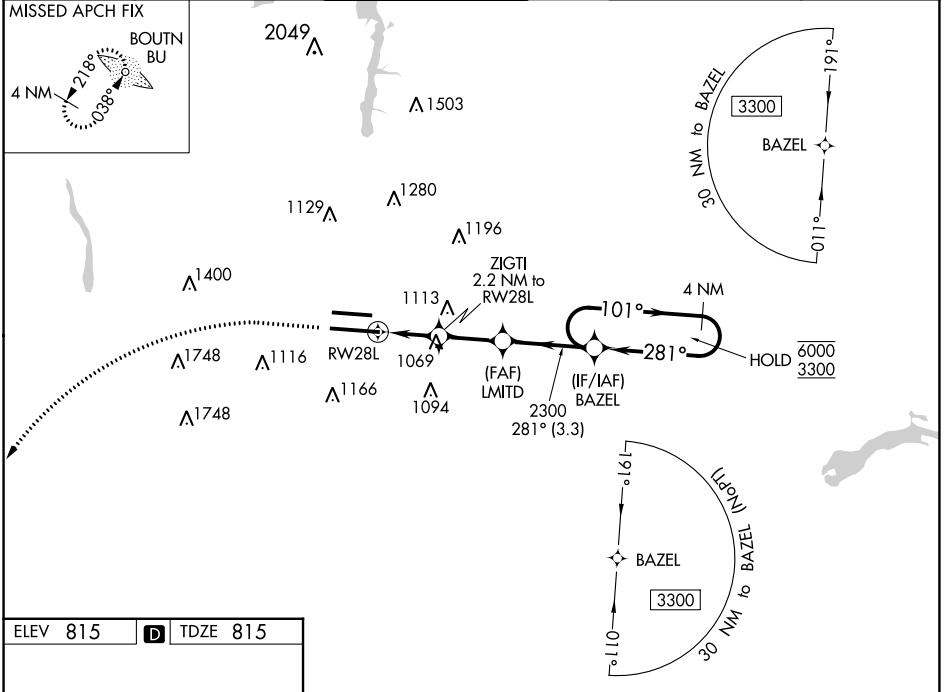 MISSED APCH FIX
BOUTN
BU
218°
038°
4 NM
2049
1503
1280
1129
1196
1400
1113
ZIGTI
2.2 NM to
RW28L
RW28L
1069
1748
1116
1166
1094
1748
(FAF)
LMITD
(IF/IAF)
BAZEL
2300
281° (3.3)
101°
281°
4 NM
HOLD
6000
3300
30 NM to BAZEL
3300
191°
BAZEL
011°
191°
BAZEL
3300
011°
30 NM to BAZEL (NoPT)
ELEV 815
D
TDZE 815